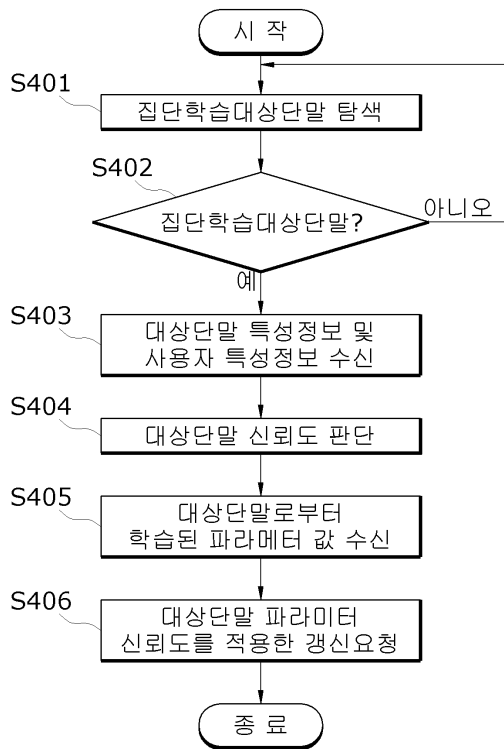 시 작
S401
집단학습대상단말 탐색
S402
집단학습대상단말?
아니오
예
S403
대상단말 특성정보 및
사용자 특성정보 수신
S404
대상단말 신뢰도 판단
S405
대상단말로부터
학습된 파라메터 값 수신
S406
대상단말 파라미터
신뢰도를 적용한 갱신요청
종 료